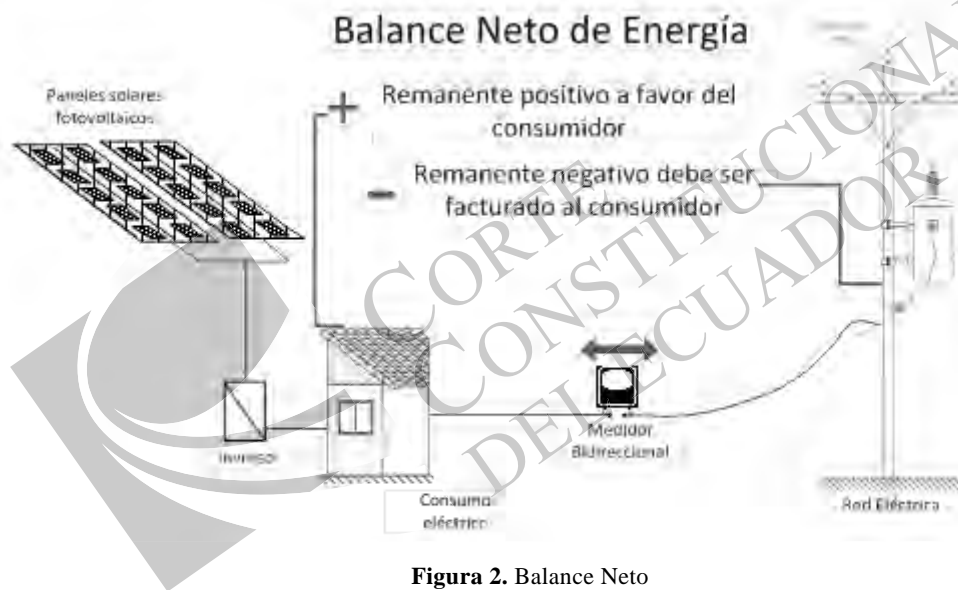 Balance Neto de Energía
Paneles solares
fotovoltaicos
+ Remanente positivo a favor del
consumidor
- Remanente negativo debe ser
facturado al consumidor
CORTE
CONSTITUCIONAL
DEL ECUADOR
Inversor
Medidor
Bidireccional
Consumo
eléctrico
Red Eléctrica
Figura 2. Balance Neto